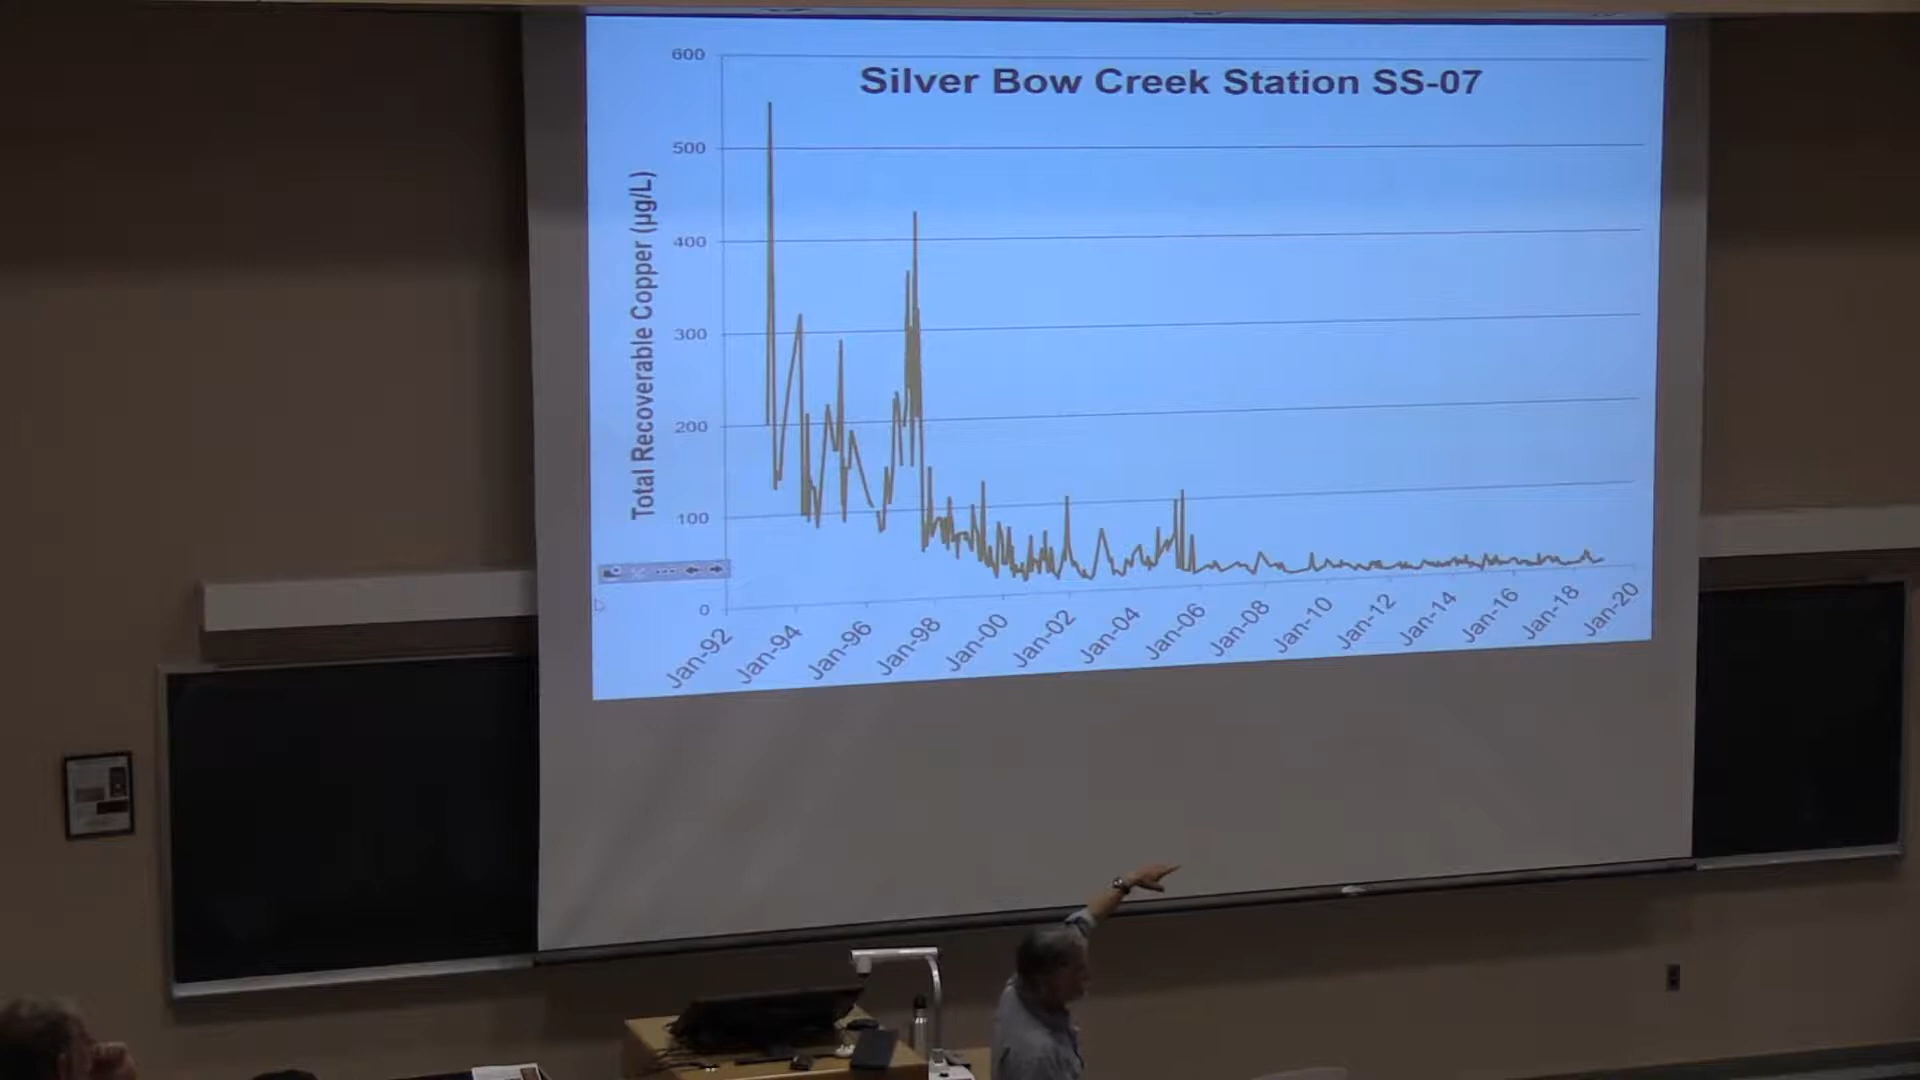 Silver Bow Creek Station SS-07
Total Recoverable Copper (µg/L)
600
500
400
300
200
100
0
Jan-92
Jan-94
Jan-96
Jan-98
Jan-00
Jan-02
Jan-04
Jan-06
Jan-08
Jan-10
Jan-12
Jan-14
Jan-16
Jan-18
Jan-20